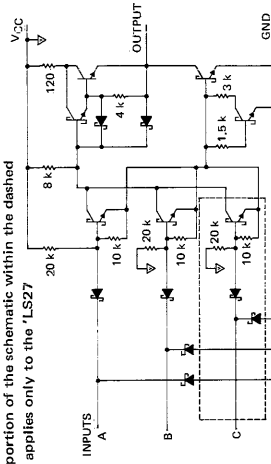 portion of the schematic within the dashed
applies only to the 'LS27
VCC
20 k
8 k
120
4 k
OUTPUT
INPUTS
A
10 k
B
20 k
10 k
C
20 k
10 k
1.5 k
3 k
GND